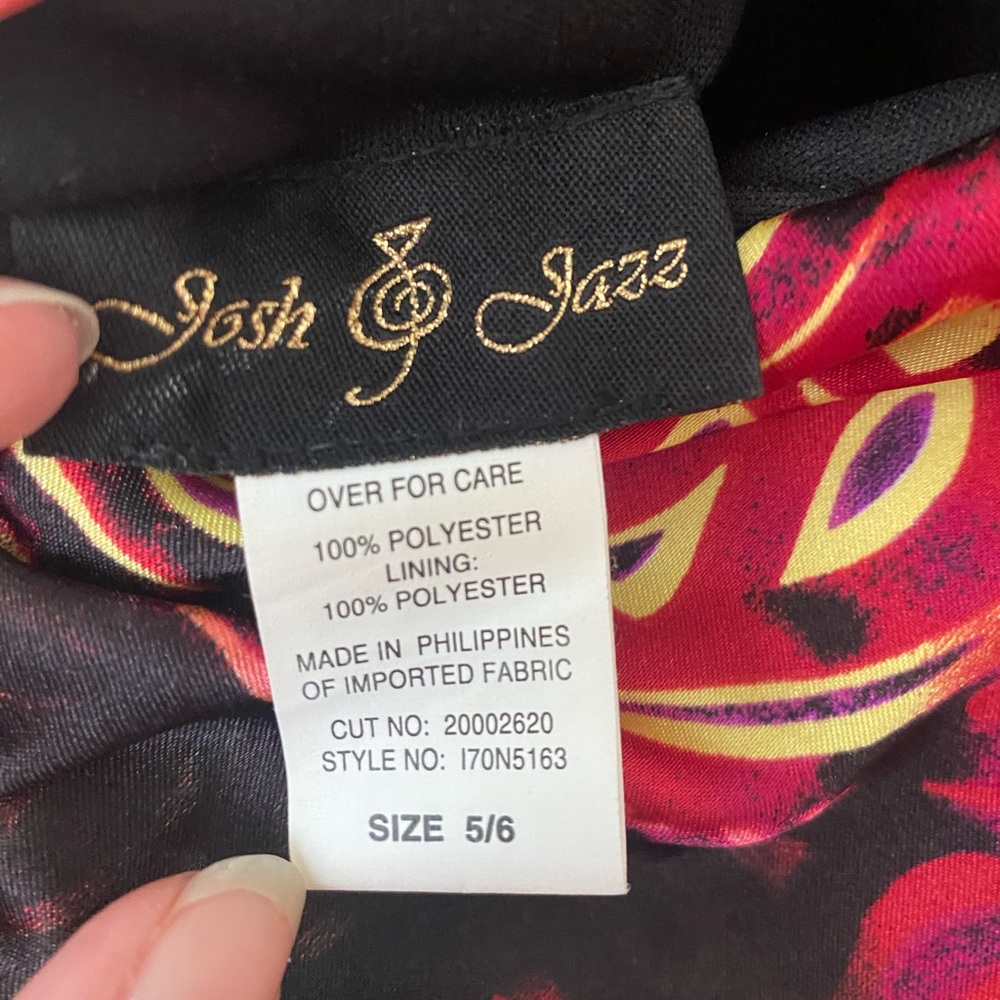 Josh & Jazz
OVER FOR CARE
100% POLYESTER
LINING:
100% POLYESTER
MADE IN PHILIPPINES
OF IMPORTED FABRIC
CUT NO: 20002620
STYLE NO: I70N5163
SIZE 5/6